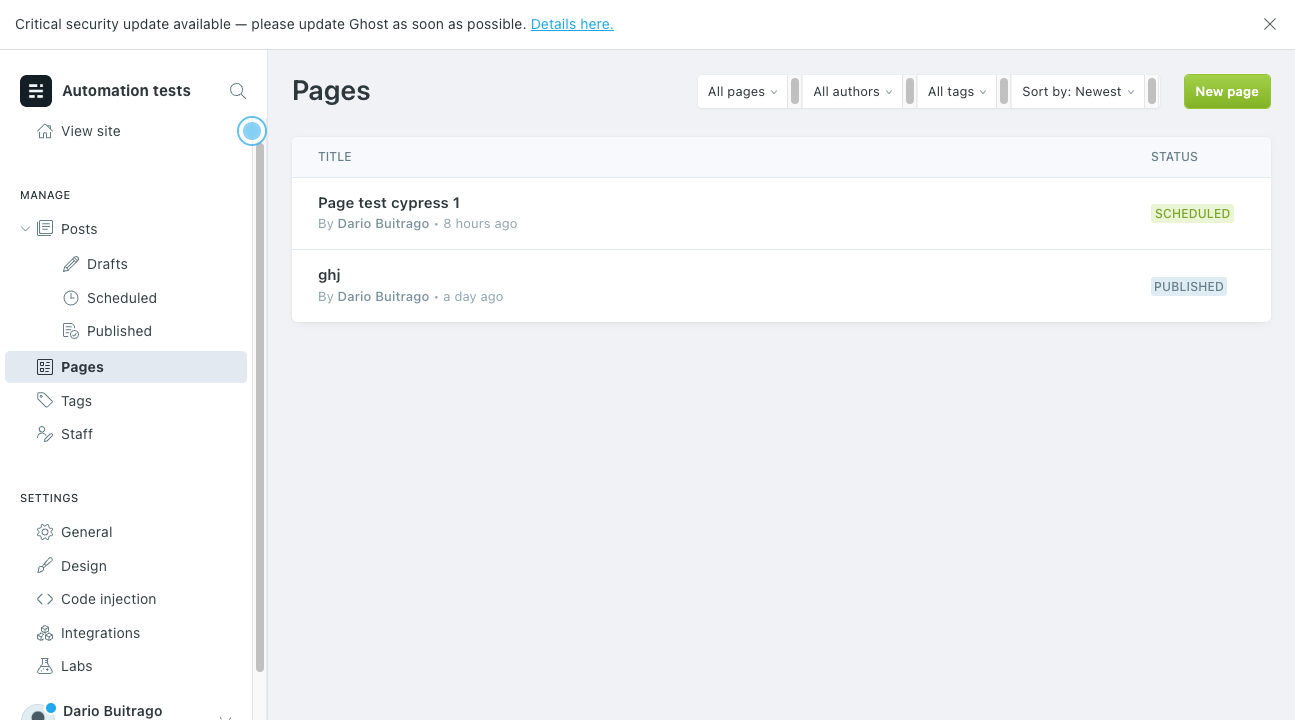 Critical security update available — please update Ghost as soon as possible. Details here.
Automation tests
View site
MANAGE
Posts
Drafts
Scheduled
Published
Pages
Tags
Staff
SETTINGS
General
Design
Code injection
Integrations
Labs
Dario Buitrago
Pages
All pages
All authors
All tags
Sort by: Newest
New page
TITLE
STATUS
Page test cypress 1
By Dario Buitrago • 8 hours ago
SCHEDULED
ghj
By Dario Buitrago • a day ago
PUBLISHED